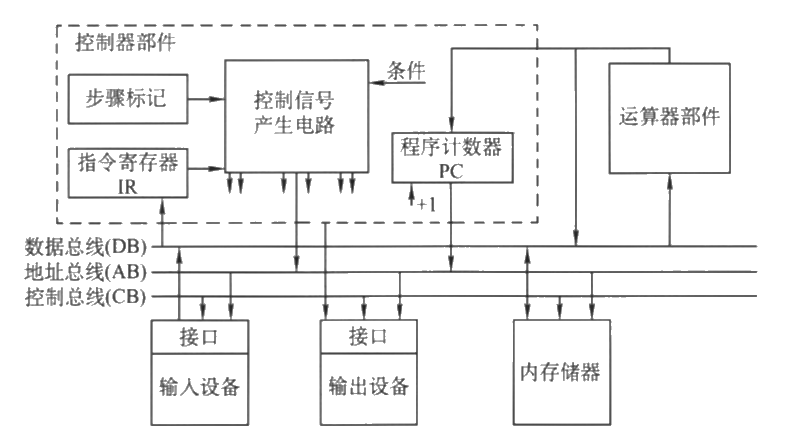 控制器部件
步骤标记
控制信号
产生电路
条件
运算器部件
指令寄存器
IR
程序计数器
PC
+1
数据总线(DB)
地址总线(AB)
控制总线(CB)
接口
输入设备
接口
输出设备
内存储器